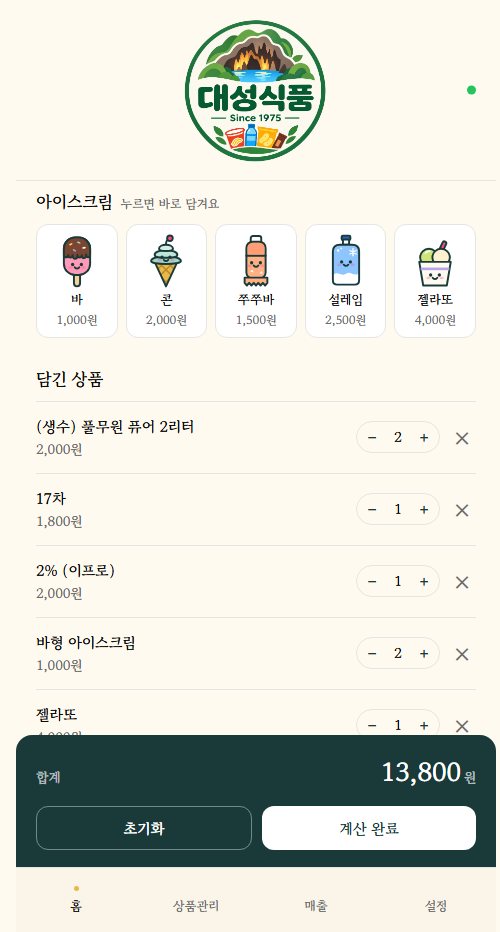 대성식품
Since 1975
아이스크림 누르면 바로 담겨요
바 콘 쭈쭈바 설레임 젤라또
1,000원 2,000원 1,500원 2,500원 4,000원
담긴 상품
(생수) 풀무원 퓨어 2리터
2,000원
− 2 + ×
17차
1,800원
− 1 + ×
2% (이프로)
2,000원
− 1 + ×
바형 아이스크림
1,000원
− 2 + ×
젤라또
− 1 + ×
합계 13,800원
초기화 계산 완료
홈 상품관리 매출 설정